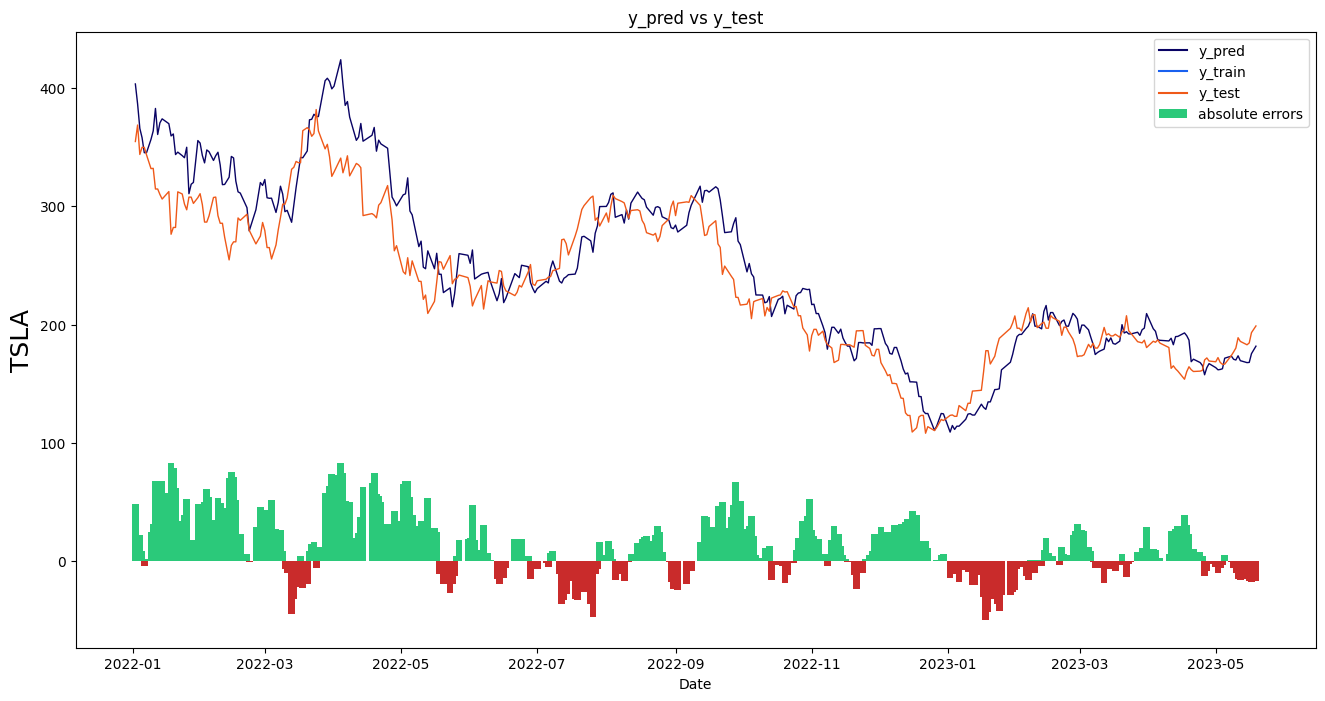 y_pred vs y_test
y_pred
y_train
y_test
absolute errors
400
300
200
100
0
TSLA
2022-01 2022-03 2022-05 2022-07 2022-09 2022-11 2023-01 2023-03 2023-05
Date